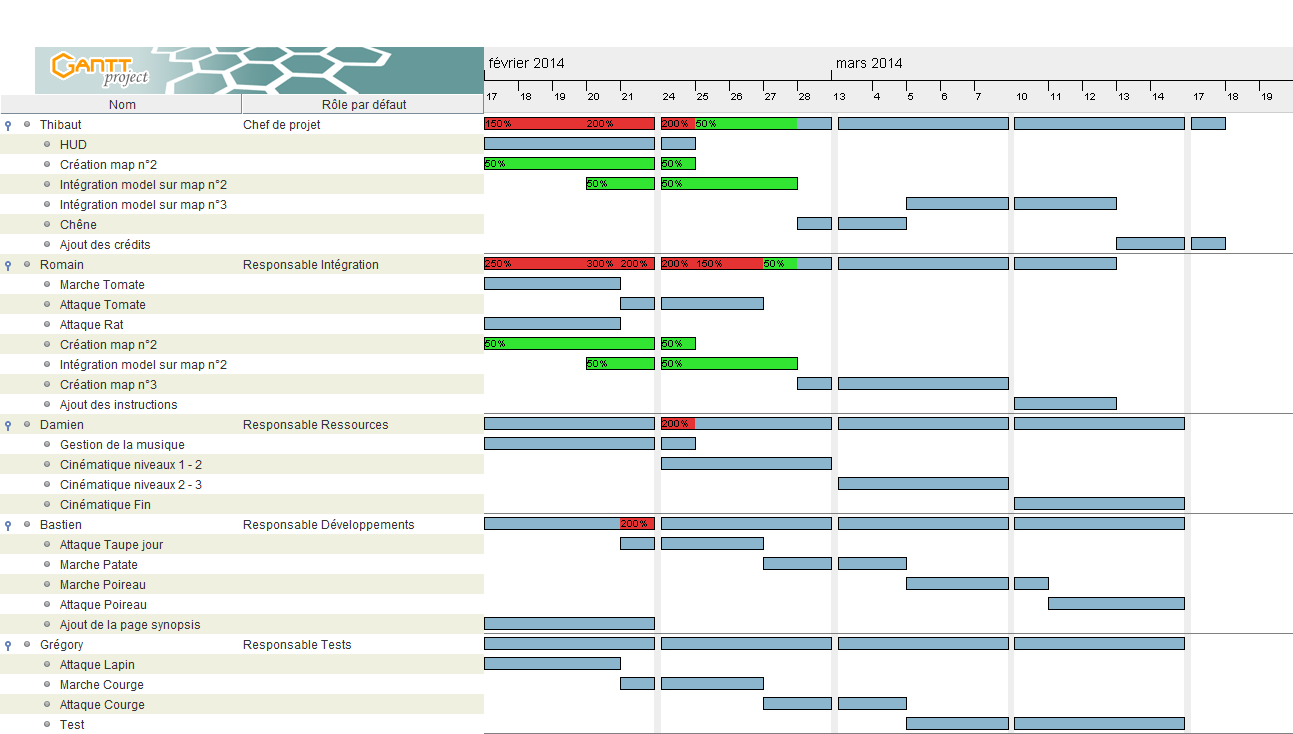 GANTT project
février 2014 mars 2014
Nom Rôle par défaut
17 18 19 20 21 24 25 26 27 28 13 4 5 6 7 10 11 12 13 14 17 18 19
Thibaut Chef de projet 150% 200% 200% 50%
HUD
Création map n°2 50% 50%
Intégration model sur map n°2 50% 50%
Intégration model sur map n°3
Chêne
Ajout des crédits
Romain Responsable Intégration 250% 300% 200% 200% 150% 50%
Marche Tomate
Attaque Tomate
Attaque Rat
Création map n°2 50% 50%
Intégration model sur map n°2 50% 50%
Création map n°3
Ajout des instructions
Damien Responsable Ressources 200%
Gestion de la musique
Cinématique niveaux 1 - 2
Cinématique niveaux 2 - 3
Cinématique Fin
Bastien Responsable Développements 200%
Attaque Taupe jour
Marche Patate
Marche Poireau
Attaque Poireau
Ajout de la page synopsis
Grégory Responsable Tests
Attaque Lapin
Marche Courge
Attaque Courge
Test